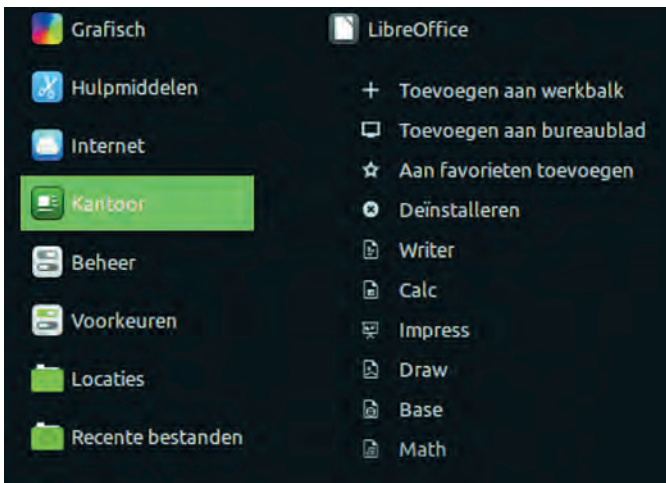 Grafisch
Hulpmiddelen
Internet
Kantoor
Beheer
Voorkeuren
Locaties
Recente bestanden
LibreOffice
Toevoegen aan werkbalk
Toevoegen aan bureaublad
Aan favorieten toevoegen
Deïnstalleren
Writer
Calc
Impress
Draw
Base
Math